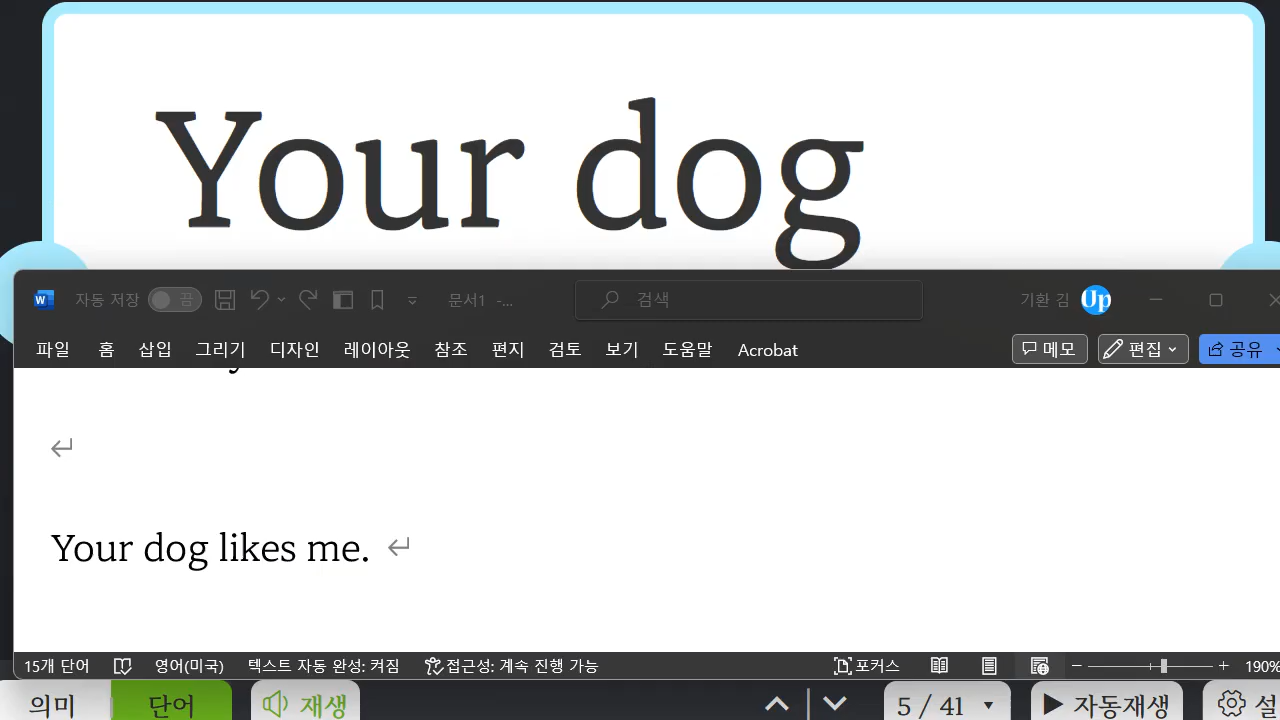 Your dog
자동 저장 끔 문서1 -... 검색 기환 김 Up
파일 홈 삽입 그리기 디자인 레이아웃 참조 편지 검토 보기 도움말 Acrobat 메모 편집 공유
Your dog likes me.
15개 단어 영어(미국) 텍스트 자동 완성: 켜짐 접근성: 계속 진행 가능 포커스 190%
의미 단어 재생 5 / 41 자동재생